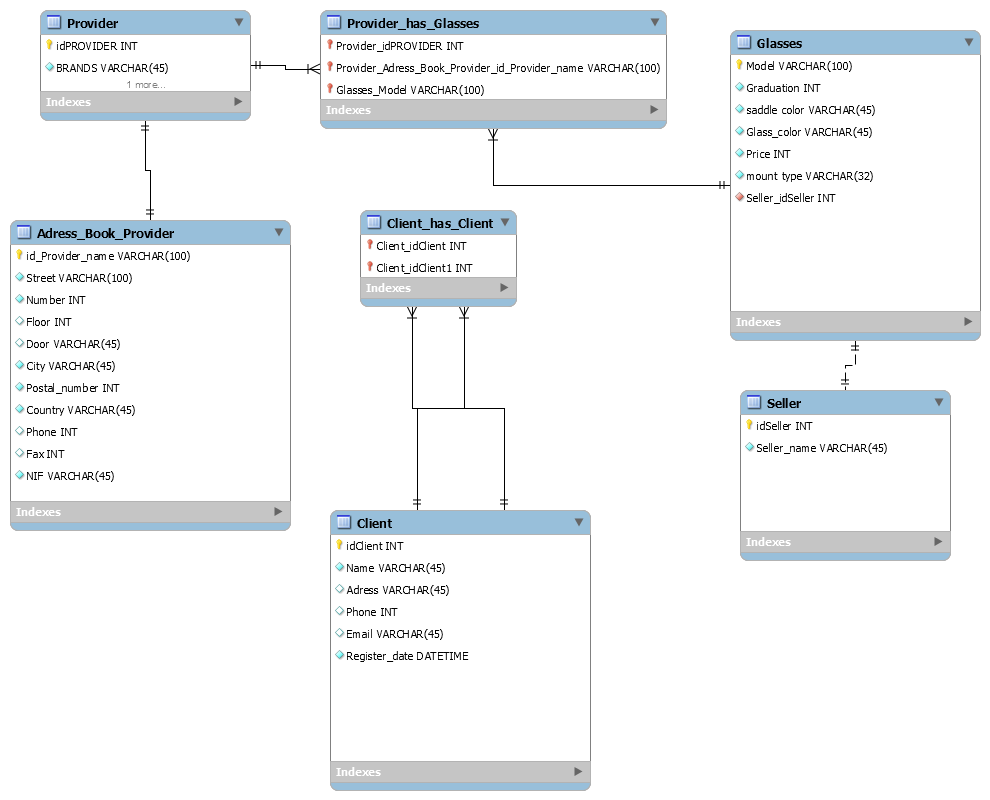 Provider
idPROVIDER INT
BRANDS VARCHAR(45)
1 more...
Indexes
Provider_has_Glasses
Provider_idPROVIDER INT
Provider_Adress_Book_Provider_id_Provider_name VARCHAR(100)
Glasses_Model VARCHAR(100)
Indexes
Glasses
Model VARCHAR(100)
Graduation INT
saddle color VARCHAR(45)
Glass_color VARCHAR(45)
Price INT
mount type VARCHAR(32)
Seller_idSeller INT
Indexes
Adress_Book_Provider
id_Provider_name VARCHAR(100)
Street VARCHAR(100)
Number INT
Floor INT
Door VARCHAR(45)
City VARCHAR(45)
Postal_number INT
Country VARCHAR(45)
Phone INT
Fax INT
NIF VARCHAR(45)
Indexes
Client_has_Client
Client_idClient INT
Client_idClient1 INT
Indexes
Seller
idSeller INT
Seller_name VARCHAR(45)
Indexes
Client
idClient INT
Name VARCHAR(45)
Adress VARCHAR(45)
Phone INT
Email VARCHAR(45)
Register_date DATETIME
Indexes